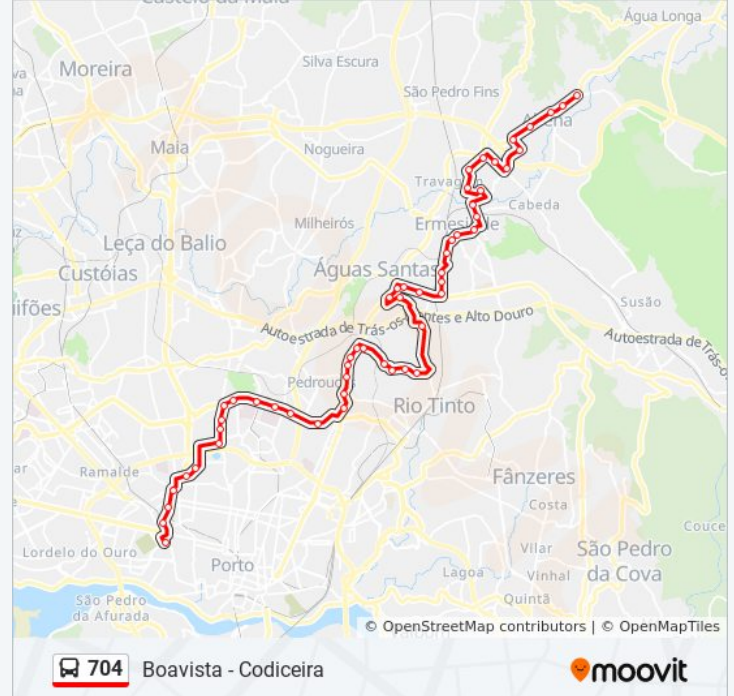 Castelo da Maia
Água Longa
Moreira
Silva Escura
São Pedro Fins
Maia
Nogueira
Travag
Cabeda
Milheirós
Ermesinde
Leça do Balio
Custóias
Águas Santas
ifões
Susão
Autoestrada de Trás-os-Montes e Alto Douro
Autoestrada de Trás-o
Pedrouços
Rio Tinto
Ramalde
Fânzeres
Costa
Couce
Lordelo do Ouro
Porto
Vilar
São Pedro
da Cova
Lagoa
Vinhal
São Pedro
da Afurada
Quintã
© OpenStreetMap contributors | © OpenMapTiles
704
Boavista - Codiceira
moovit